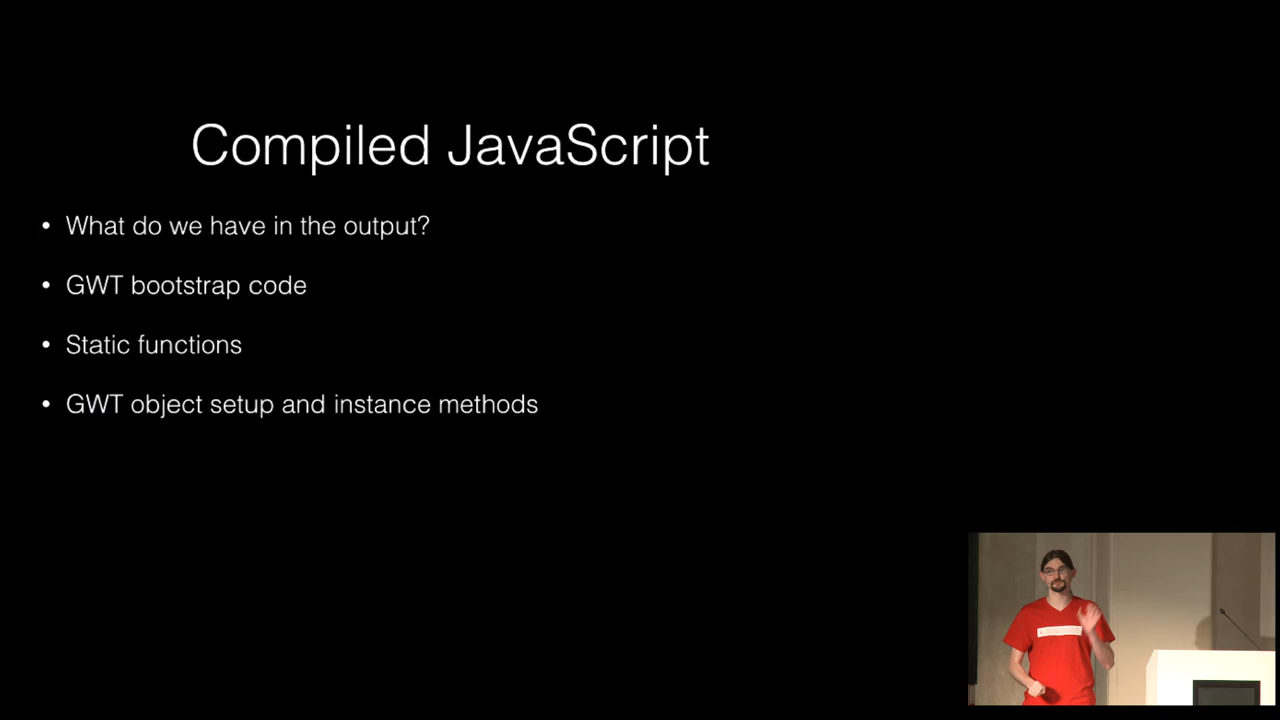 Compiled JavaScript
• What do we have in the output?
• GWT bootstrap code
• Static functions
• GWT object setup and instance methods